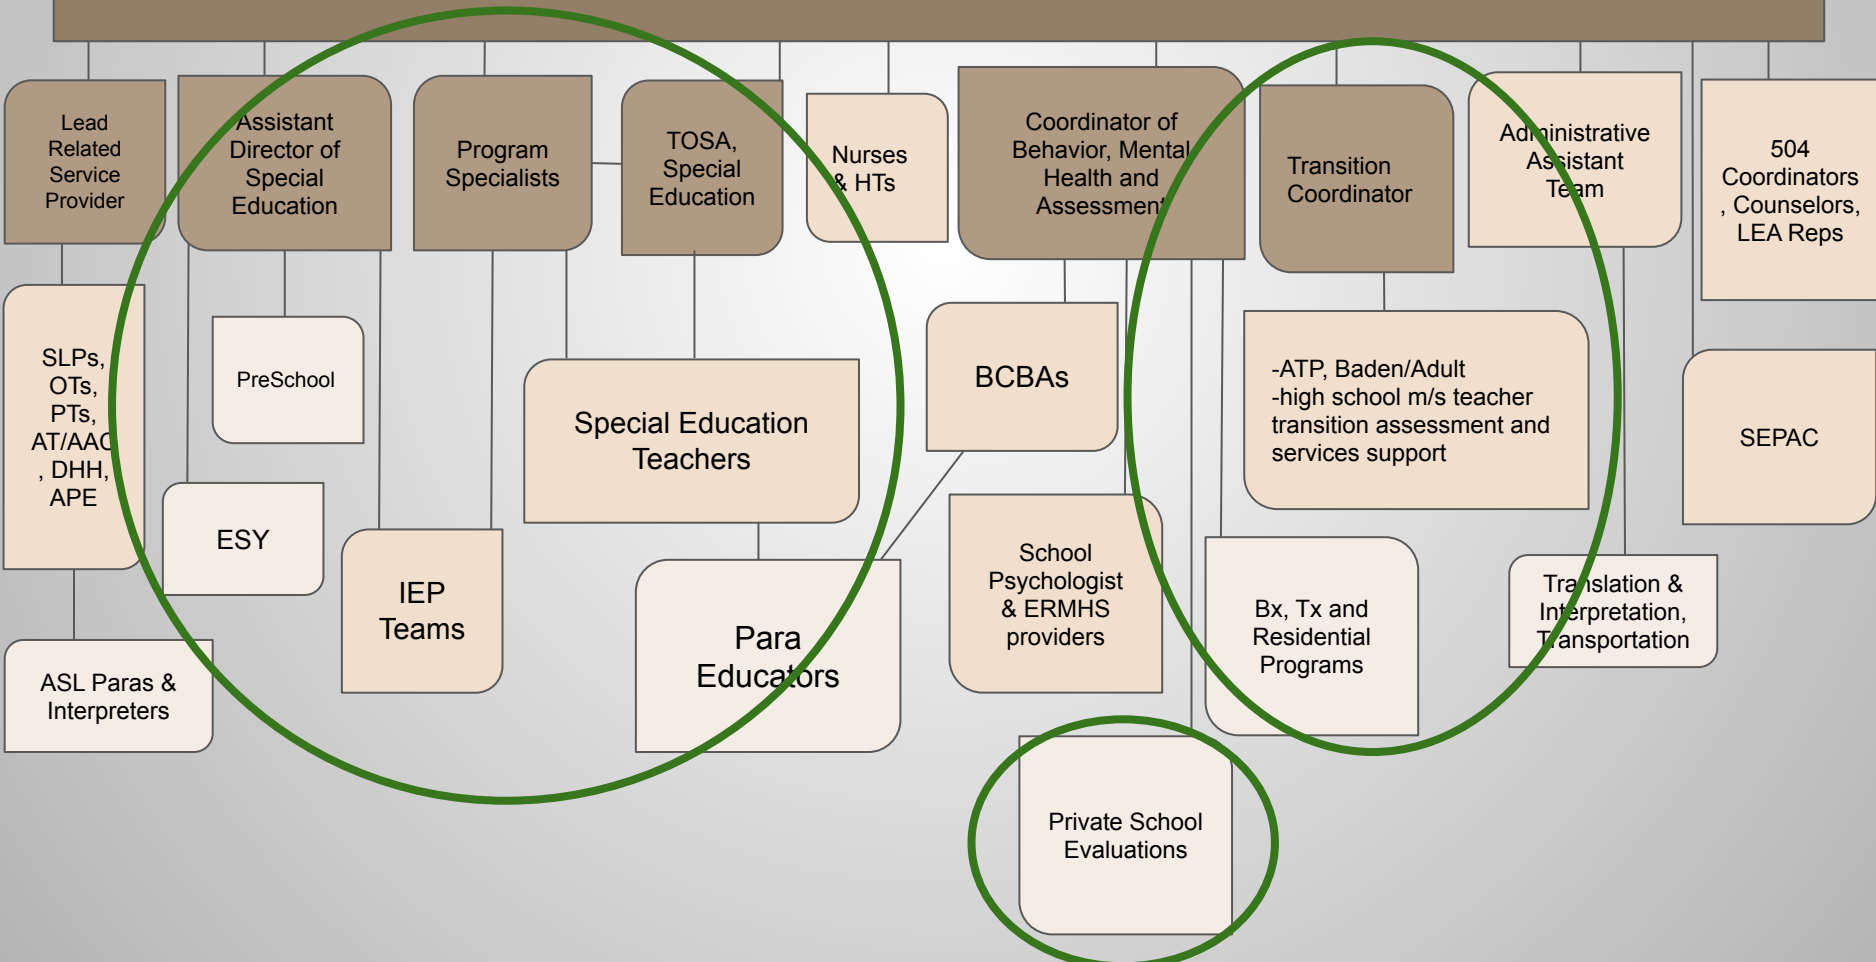 Lead
Related
Service
Provider
Assistant
Director of
Special
Education
Program
Specialists
TOSA,
Special
Education
Nurses
& HTs
Coordinator of
Behavior, Mental
Health and
Assessment
Transition
Coordinator
Administrative
Assistant
Team
504
Coordinators
, Counselors,
LEA Reps
SLPs,
OTs,
PTs,
AT/AAC
, DHH,
APE
PreSchool
Special Education
Teachers
BCBAs
-ATP, Baden/Adult
-high school m/s teacher
transition assessment and
services support
SEPAC
ESY
IEP
Teams
Para
Educators
School
Psychologist
& ERMHS
providers
Bx, Tx and
Residential
Programs
Translation &
Interpretation,
Transportation
ASL Paras &
Interpreters
Private School
Evaluations